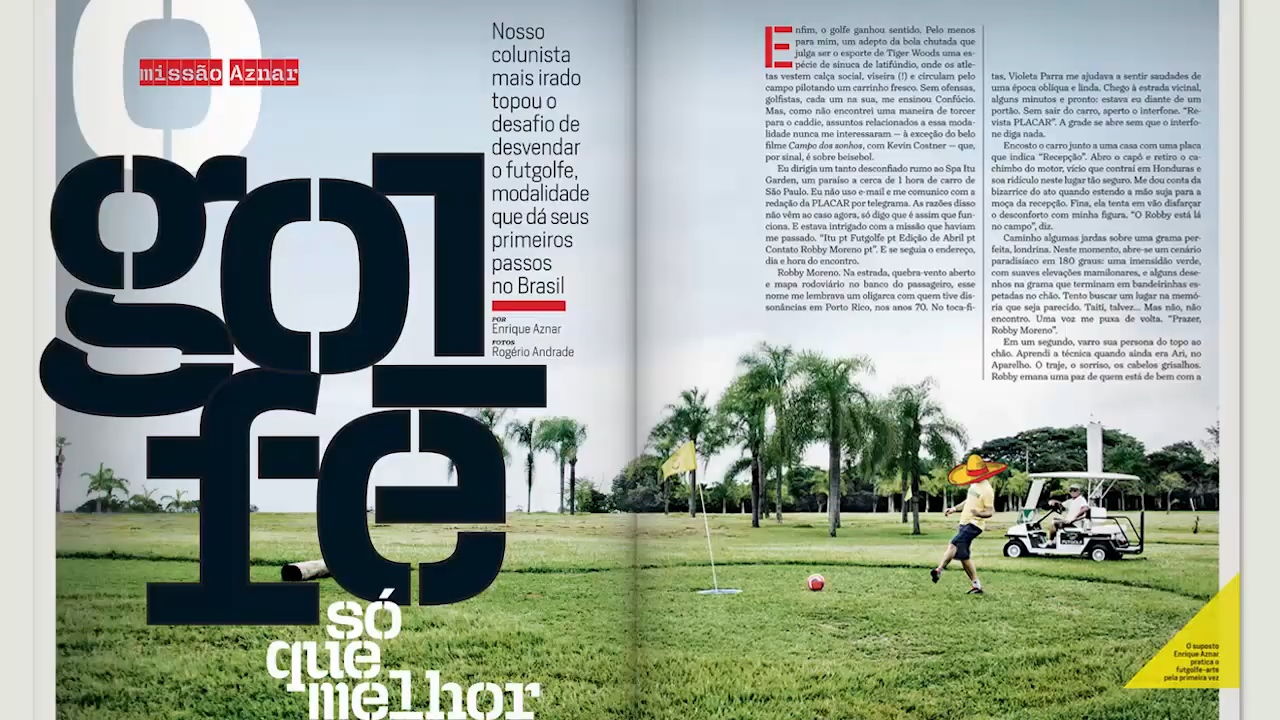 missão Aznar
o
golfe
só
que
melhor
Nosso
colunista
mais irado
topou o
desafio de
desvendar
o futgolfe,
modalidade
que dá seus
primeiros
passos
no Brasil
POR
Enrique Aznar
FOTOS
Rogério Andrade
Enfim, o golfe ganhou sentido. Pelo menos
para mim, um adepto da bola chutada que
julga ser o esporte de Tiger Woods uma es-
pécie de sinuca de latifúndio, onde os atle-
tas vestem calça social, viseira (!) e circulam pelo
campo pilotando um carrinho fresco. Sem ofensas,
golfistas, cada um na sua, me ensinou Confúcio.
Mas, como não encontrei uma maneira de torcer
para o caddie, assuntos relacionados a essa moda-
lidade nunca me interessaram — à exceção do belo
filme Campo dos sonhos, com Kevin Costner — que,
por sinal, é sobre beisebol.
Eu dirigia um tanto desconfiado rumo ao Spa Itu
Garden, um paraíso a cerca de 1 hora de carro de
São Paulo. Eu não uso e-mail e me comunico com a
redação da PLACAR por telegrama. As razões disso
não vêm ao caso agora, só digo que é assim que fun-
ciona. E estava intrigado com a missão que haviam
me passado. “Itu pt Futgolfe pt Edição de Abril pt
Contato Robby Moreno pt”. E se seguia o endereço,
dia e hora do encontro.
Robby Moreno. Na estrada, quebra-vento aberto
e mapa rodoviário no banco do passageiro, esse
nome me lembrava um oligarca com quem tive dis-
sonâncias em Porto Rico, nos anos 70. No toca-fi-
tas, Violeta Parra me ajudava a sentir saudades de
uma época oblíqua e linda. Chego à estrada vicinal,
alguns minutos e pronto: estava eu diante de um
portão. Sem sair do carro, aperto o interfone. “Re-
vista PLACAR”. A grade se abre sem que o interfo-
ne diga nada.
Encosto o carro junto a uma casa com uma placa
que indica “Recepção”. Abro o capô e retiro o ca-
chimbo do motor, vício que contraí em Honduras e
soa ridículo neste lugar tão seguro. Me dou conta da
bizarrice do ato quando estendo a mão suja para a
moça da recepção. Fina, ela tenta em vão disfarçar
o desconforto com minha figura. “O Robby está lá
no campo”, diz.
Caminho algumas jardas sobre uma grama per-
feita, londrina. Neste momento, abre-se um cenário
paradisíaco em 180 graus: uma imensidão verde,
com suaves elevações mamilonares, e alguns dese-
nhos na grama que terminam em bandeirinhas es-
petadas no chão. Tento buscar um lugar na memó-
ria que seja parecido. Taiti, talvez... Mas não, não
encontro. Uma voz me puxa de volta. “Prazer,
Robby Moreno”.
Em um segundo, varro sua persona do topo ao
chão. Aprendi a técnica quando ainda era Ari, no
Aparelho. O traje, o sorriso, os cabelos grisalhos.
Robby emana uma paz de quem está de bem com a
O suposto
Enrique Aznar
pratica o
futgolfe-arte
pela primeira vez